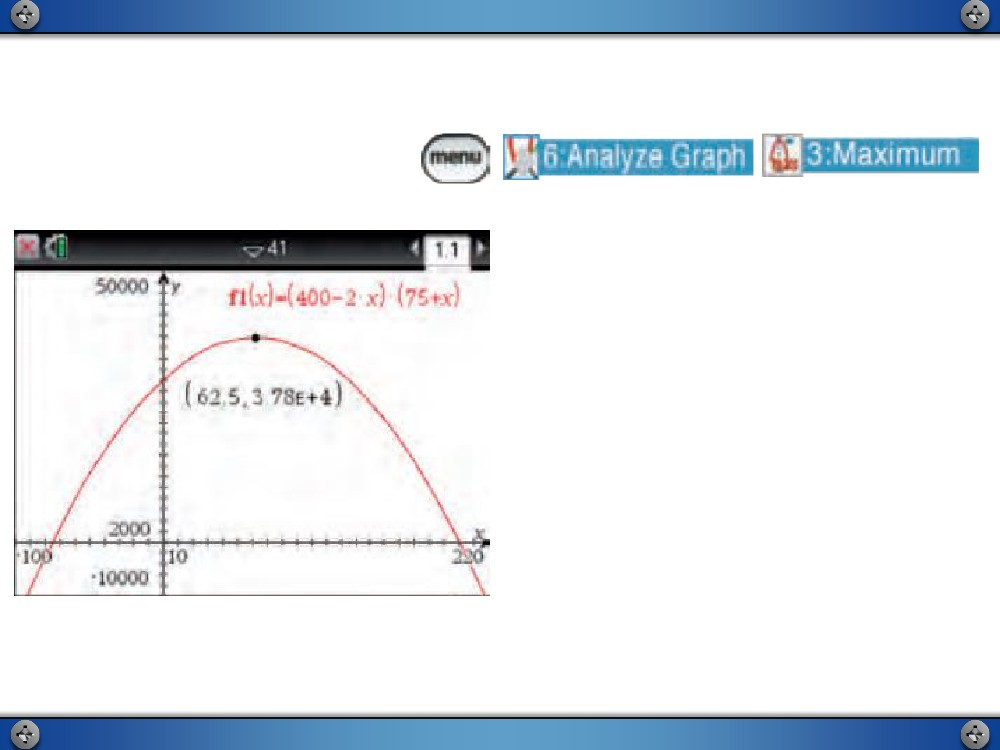 menu 6:Analyze Graph 3:Maximum
41 1.1
50000 y f1(x)=(400-2·x)·(75+x)
(62.5, 3.78E+4)
2000 x
-100 10 220
-10000